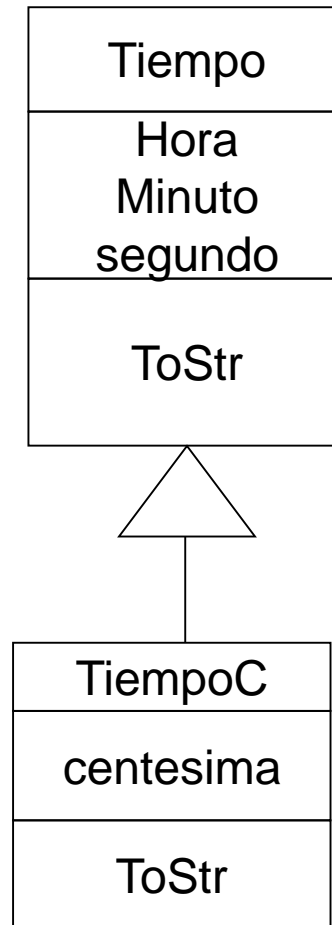 Tiempo
Hora
Minuto
segundo
ToStr
TiempoC
centesima
ToStr